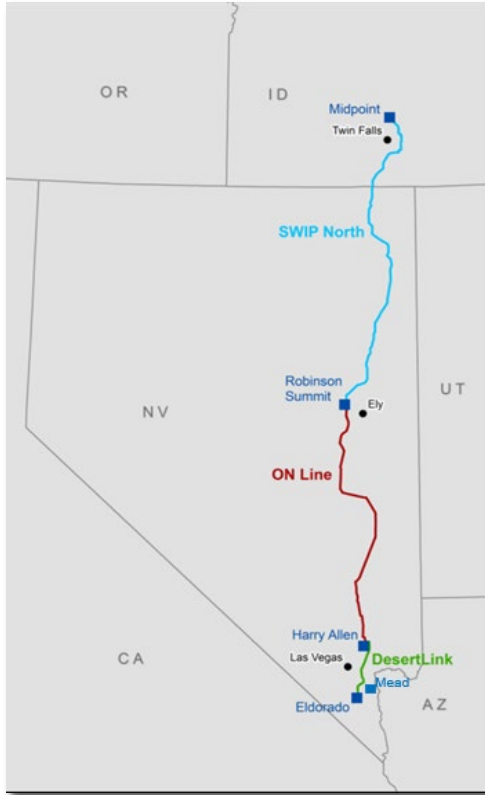 OR
ID
Midpoint
Twin Falls
SWIP North
Robinson
Summit
Ely
UT
NV
ON Line
Harry Allen
Las Vegas
DesertLink
CA
Mead
Eldorado
AZ